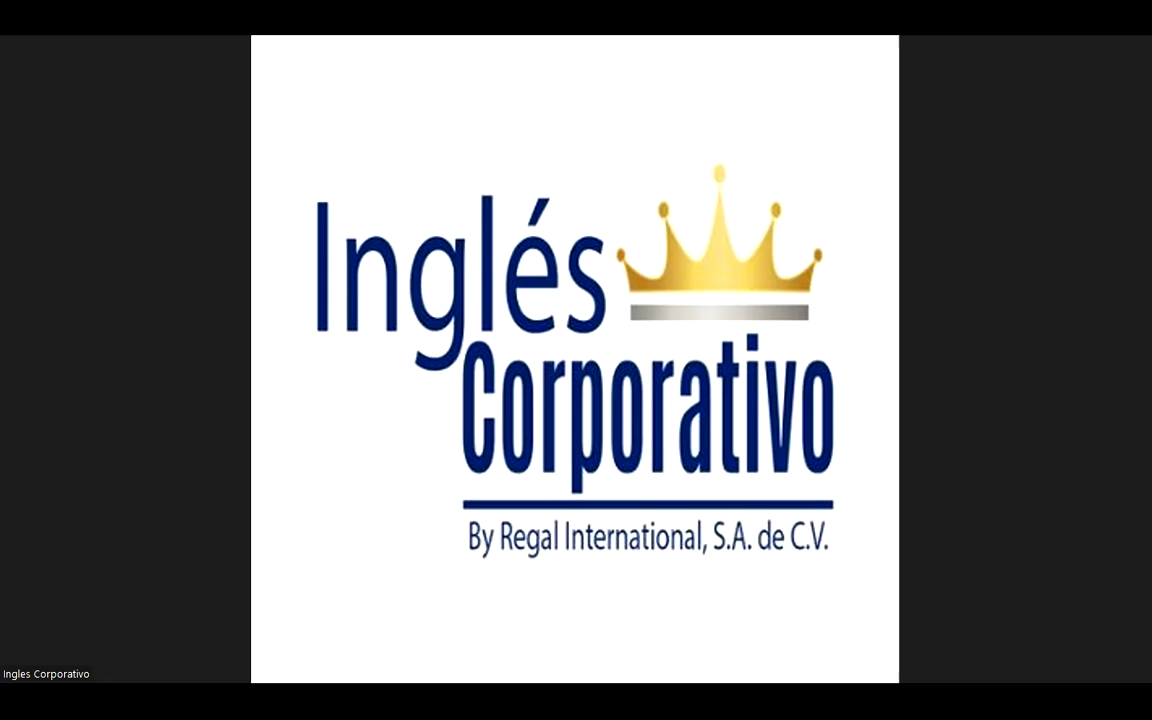 Inglés
Corporativo
By Regal International, S.A. de C.V.
Ingles Corporativo